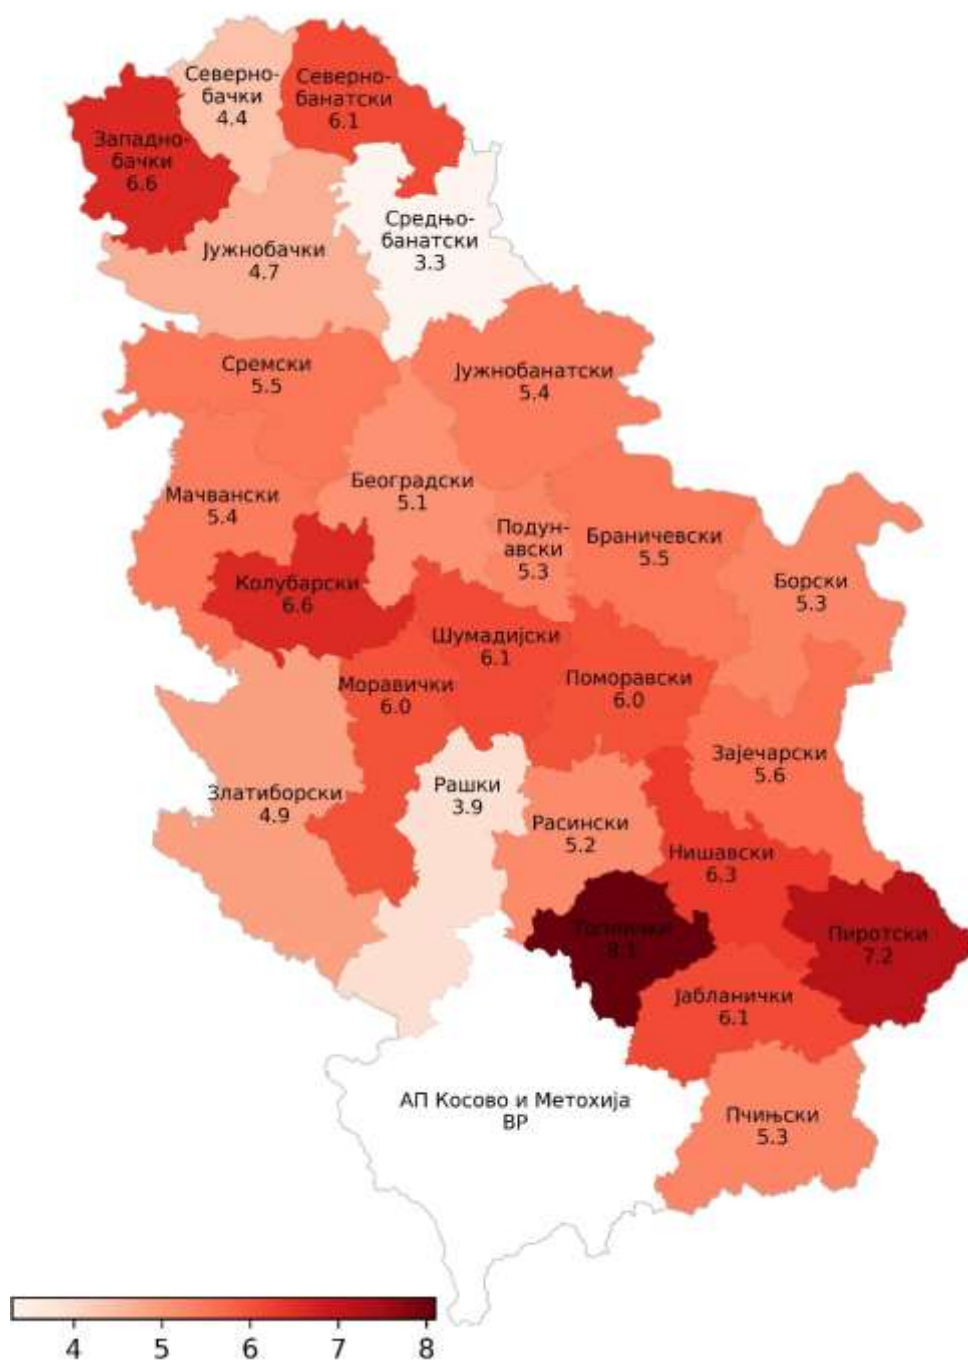 Северно-
бачки
4.4
Северно-
банатски
6.1
Западно-
бачки
6.6
Средњо-
банатски
3.3
Јужнобачки
4.7
Сремски
5.5
Јужнобанатски
5.4
Београдски
5.1
Мачвански
5.4
Подун-
авски
5.3
Браничевски
5.5
Борски
5.3
Колубарски
6.6
Шумадијски
6.1
Моравички
6.0
Поморавски
6.0
Зајечарски
5.6
Златиборски
4.9
Рашки
3.9
Расински
5.2
Нишавски
6.3
Топлички
8.1
Пиротски
7.2
Јабланички
6.1
АП Косово и Метохија
ВР
Пчињски
5.3
4 5 6 7 8